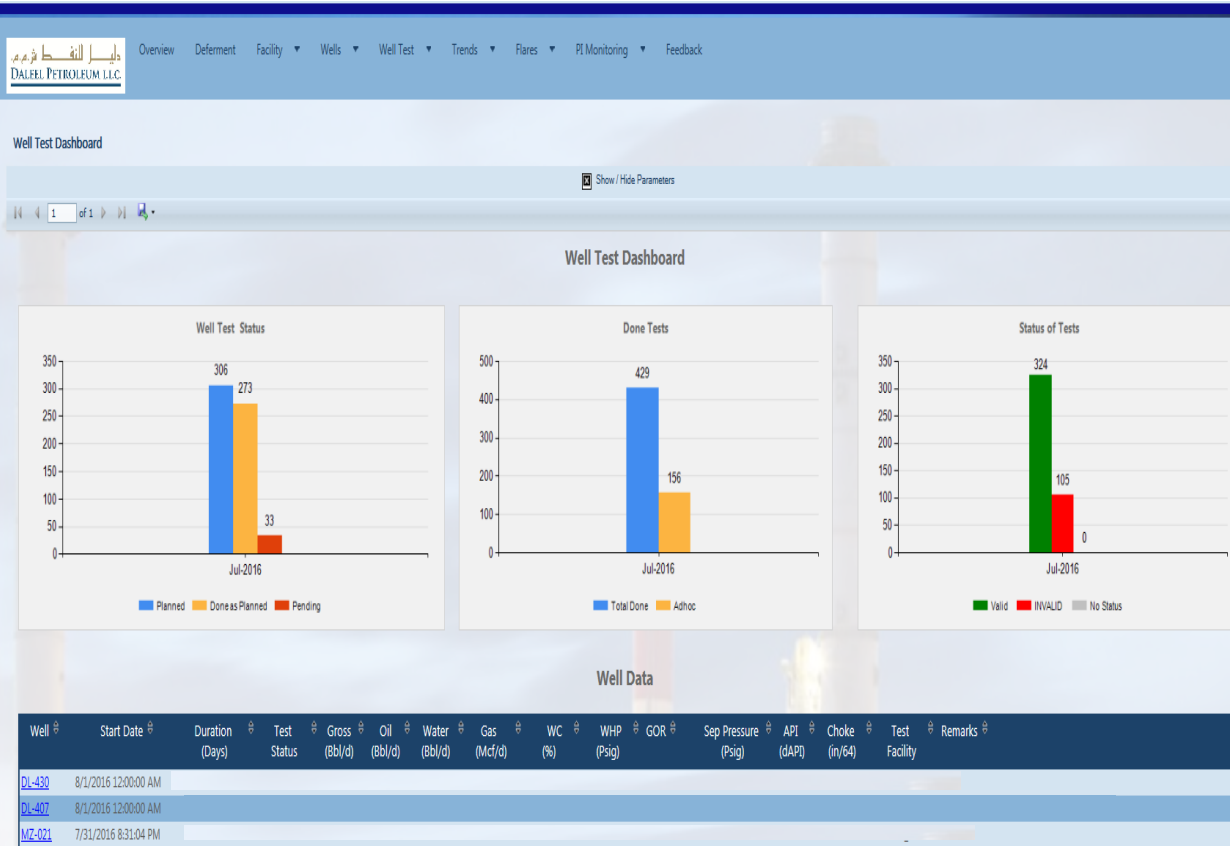 دليل للنفط ش.م.م.
DALEEL PETROLEUM L.L.C.
Overview Deferment Facility Wells Well Test Trends Flares PI Monitoring Feedback
Well Test Dashboard
Show / Hide Parameters
1 of 1
Well Test Dashboard
Well Test Status
350
300
250
200
150
100
50
0
306
273
33
Jul-2016
Planned Done as Planned Pending
Done Tests
500
400
300
200
100
0
429
156
Jul-2016
Total Done Adhoc
Status of Tests
350
300
250
200
150
100
50
0
324
105
0
Jul-2016
Valid INVALID No Status
Well Data
Well Start Date Duration Test Gross Oil Water Gas WC WHP GOR Sep Pressure API Choke Test Remarks
(Days) Status (Bbl/d) (Bbl/d) (Bbl/d) (Mcf/d) (%) (Psig) (Psig) (dAPI) (in/64) Facility
DL-430 8/1/2016 12:00:00 AM
DL-407 8/1/2016 12:00:00 AM
MZ-021 7/31/2016 8:31:04 PM